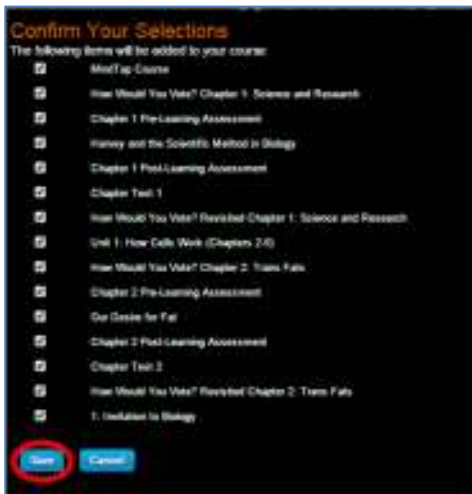 Confirm Your Selections
The following items will be added to your course:
MindTap Course
How Would You Vote? Chapter 1: Science and Research
Chapter 1 Pre-Learning Assessment
Harvey and the Scientific Method in Biology
Chapter 1 Post-Learning Assessment
Chapter Test 1
How Would You Vote? Revisited Chapter 1: Science and Research
Unit 1: How Cells Work (Chapters 2-8)
How Would You Vote? Chapter 2: Trans Fats
Chapter 2 Pre-Learning Assessment
Our Desire for Fat
Chapter 2 Post-Learning Assessment
Chapter Test 2
How Would You Vote? Revisited Chapter 2: Trans Fats
1. Invitation to Biology
Save Cancel